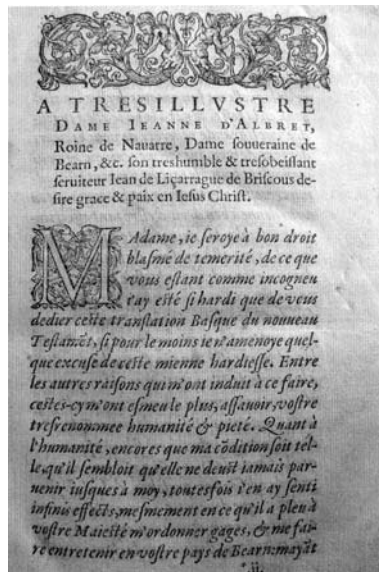 A TRESILLVSTRE
DAME IEANNE D'ALBRET,
Roine de Nauarre, Dame souueraine de
Bearn, &c. son treshumble & tresobeissant
seruiteur Iean de Liçarrague de Briscous de-
sire grace & paix en Iesus Christ.
MAdame, ie seroye à bon droit
blasmé de temerité, de ce que
vous estant comme incogneu
i'ay esté si hardi que de vous
dedier ceste translation Basque du nouueau
Testamẽt, si pour le moins ie n'amenoye quel-
que excuse de ceste mienne hardiesse. Entre
les autres raisons qui m'ont induit à ce faire,
cestes-cy m'ont esmeu le plus, assauoir, vostre
tresrenommee humanité & pieté. Quant à
l'humanité, encores que ma cõdition soit tel-
le, qu'il sembloit qu'elle ne deust iamais par-
uenir iusques à moy, toutesfois i'en ay senti
infinis effects, mesmement en ce qu'il a pleu à
vostre Maiesté m'ordonner gages, & me fai-
re entretenir en vostre pays de Bearn: mayãt
*.ii.